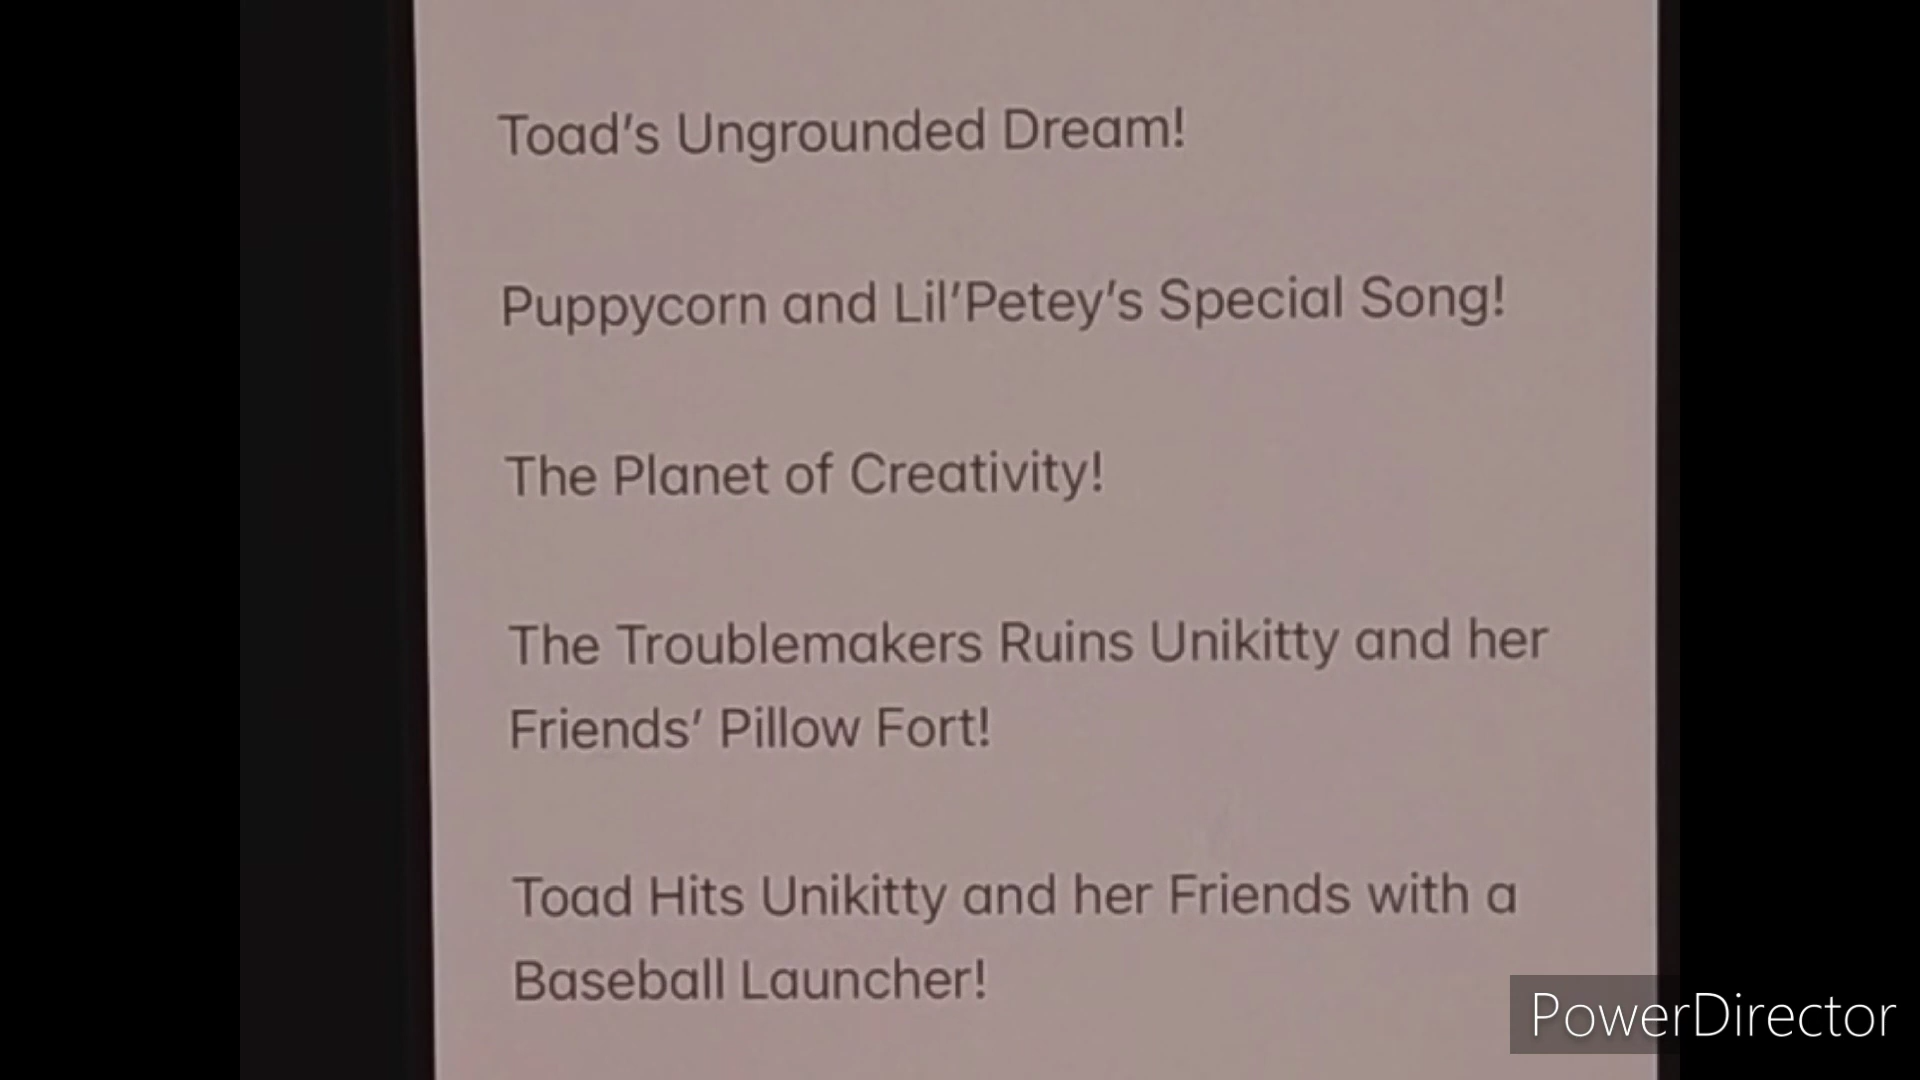 Toad's Ungrounded Dream!
Puppycorn and Lil'Petey's Special Song!
The Planet of Creativity!
The Troublemakers Ruins Unikitty and her
Friends' Pillow Fort!
Toad Hits Unikitty and her Friends with a
Baseball Launcher!
PowerDirector